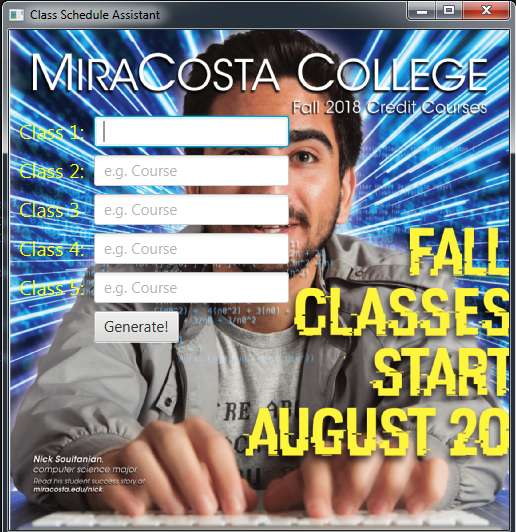 Class Schedule Assistant
MIRACOSTA COLLEGE
Fall 2018 Credit Courses
Class 1:
Class 2: e.g. Course
Class 3 e.g. Course
Class 4: e.g. Course
Class 5: e.g. Course
Generate!
FALL
CLASSES
START
AUGUST 20
Nick Soultanian,
computer science major
Read his student success story at
miracosta.edu/nick.